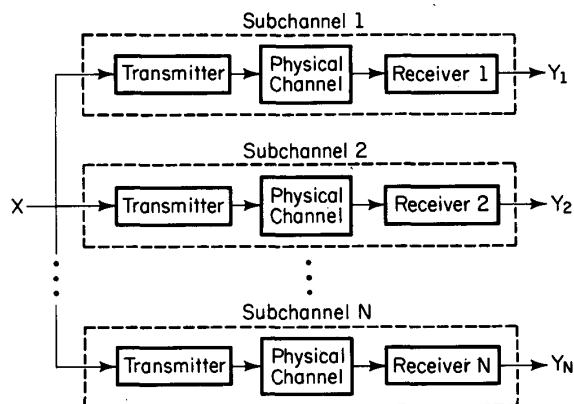 Subchannel 1
Transmitter
Physical
Channel
Receiver 1
Y1
Subchannel 2
X
Transmitter
Physical
Channel
Receiver 2
Y2
Subchannel N
Transmitter
Physical
Channel
Receiver N
YN